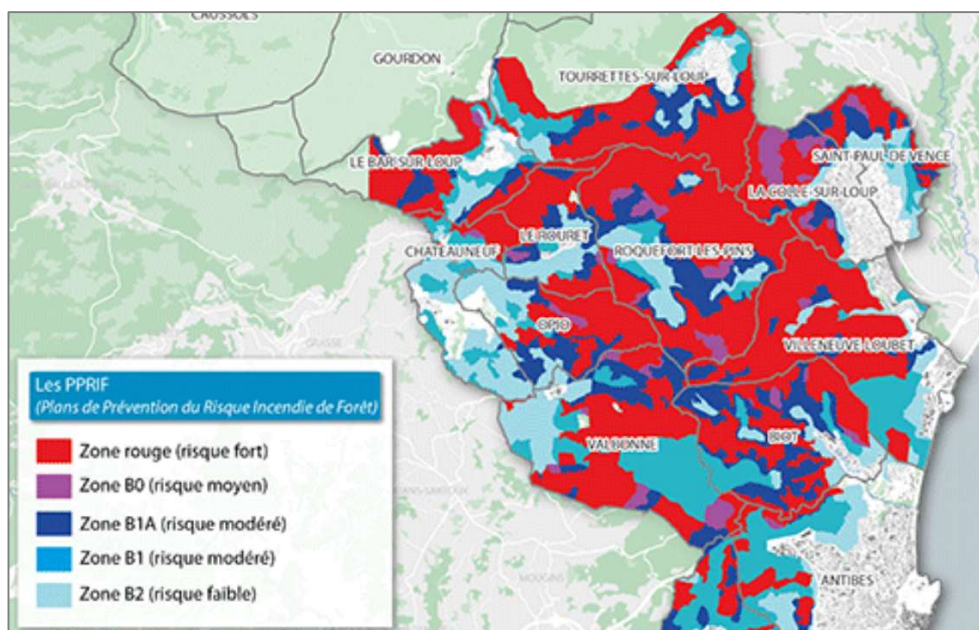 CAUSSOLS
GOURDON
TOURRETTES-SUR-LOUP
LE BAR-SUR-LOUP
SAINT-PAUL DE VENCE
LA COLLE-SUR-LOUP
CHATEAUNEUF
LE ROURET
ROQUEFORT-LES-PINS
OPIO
GRASSE
VILLENEUVE LOUBET
VALBONNE
BIOT
MOUGINS
ANTIBES
Les PPRIF
(Plans de Prévention du Risque Incendie de Forêt)
Zone rouge (risque fort)
Zone B0 (risque moyen)
Zone B1A (risque modéré)
Zone B1 (risque modéré)
Zone B2 (risque faible)